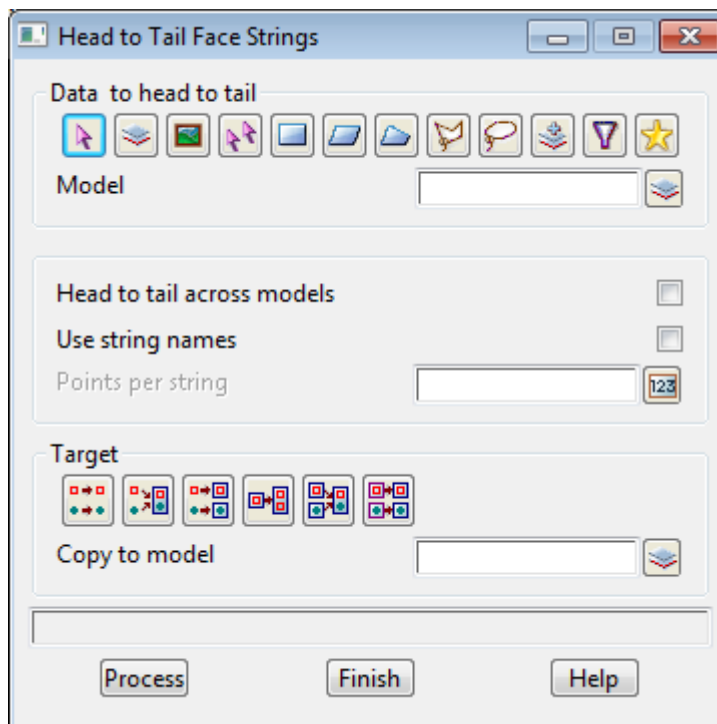 Head to Tail Face Strings
Data to head to tail
Model
Head to tail across models
Use string names
Points per string
123
Target
Copy to model
Process
Finish
Help